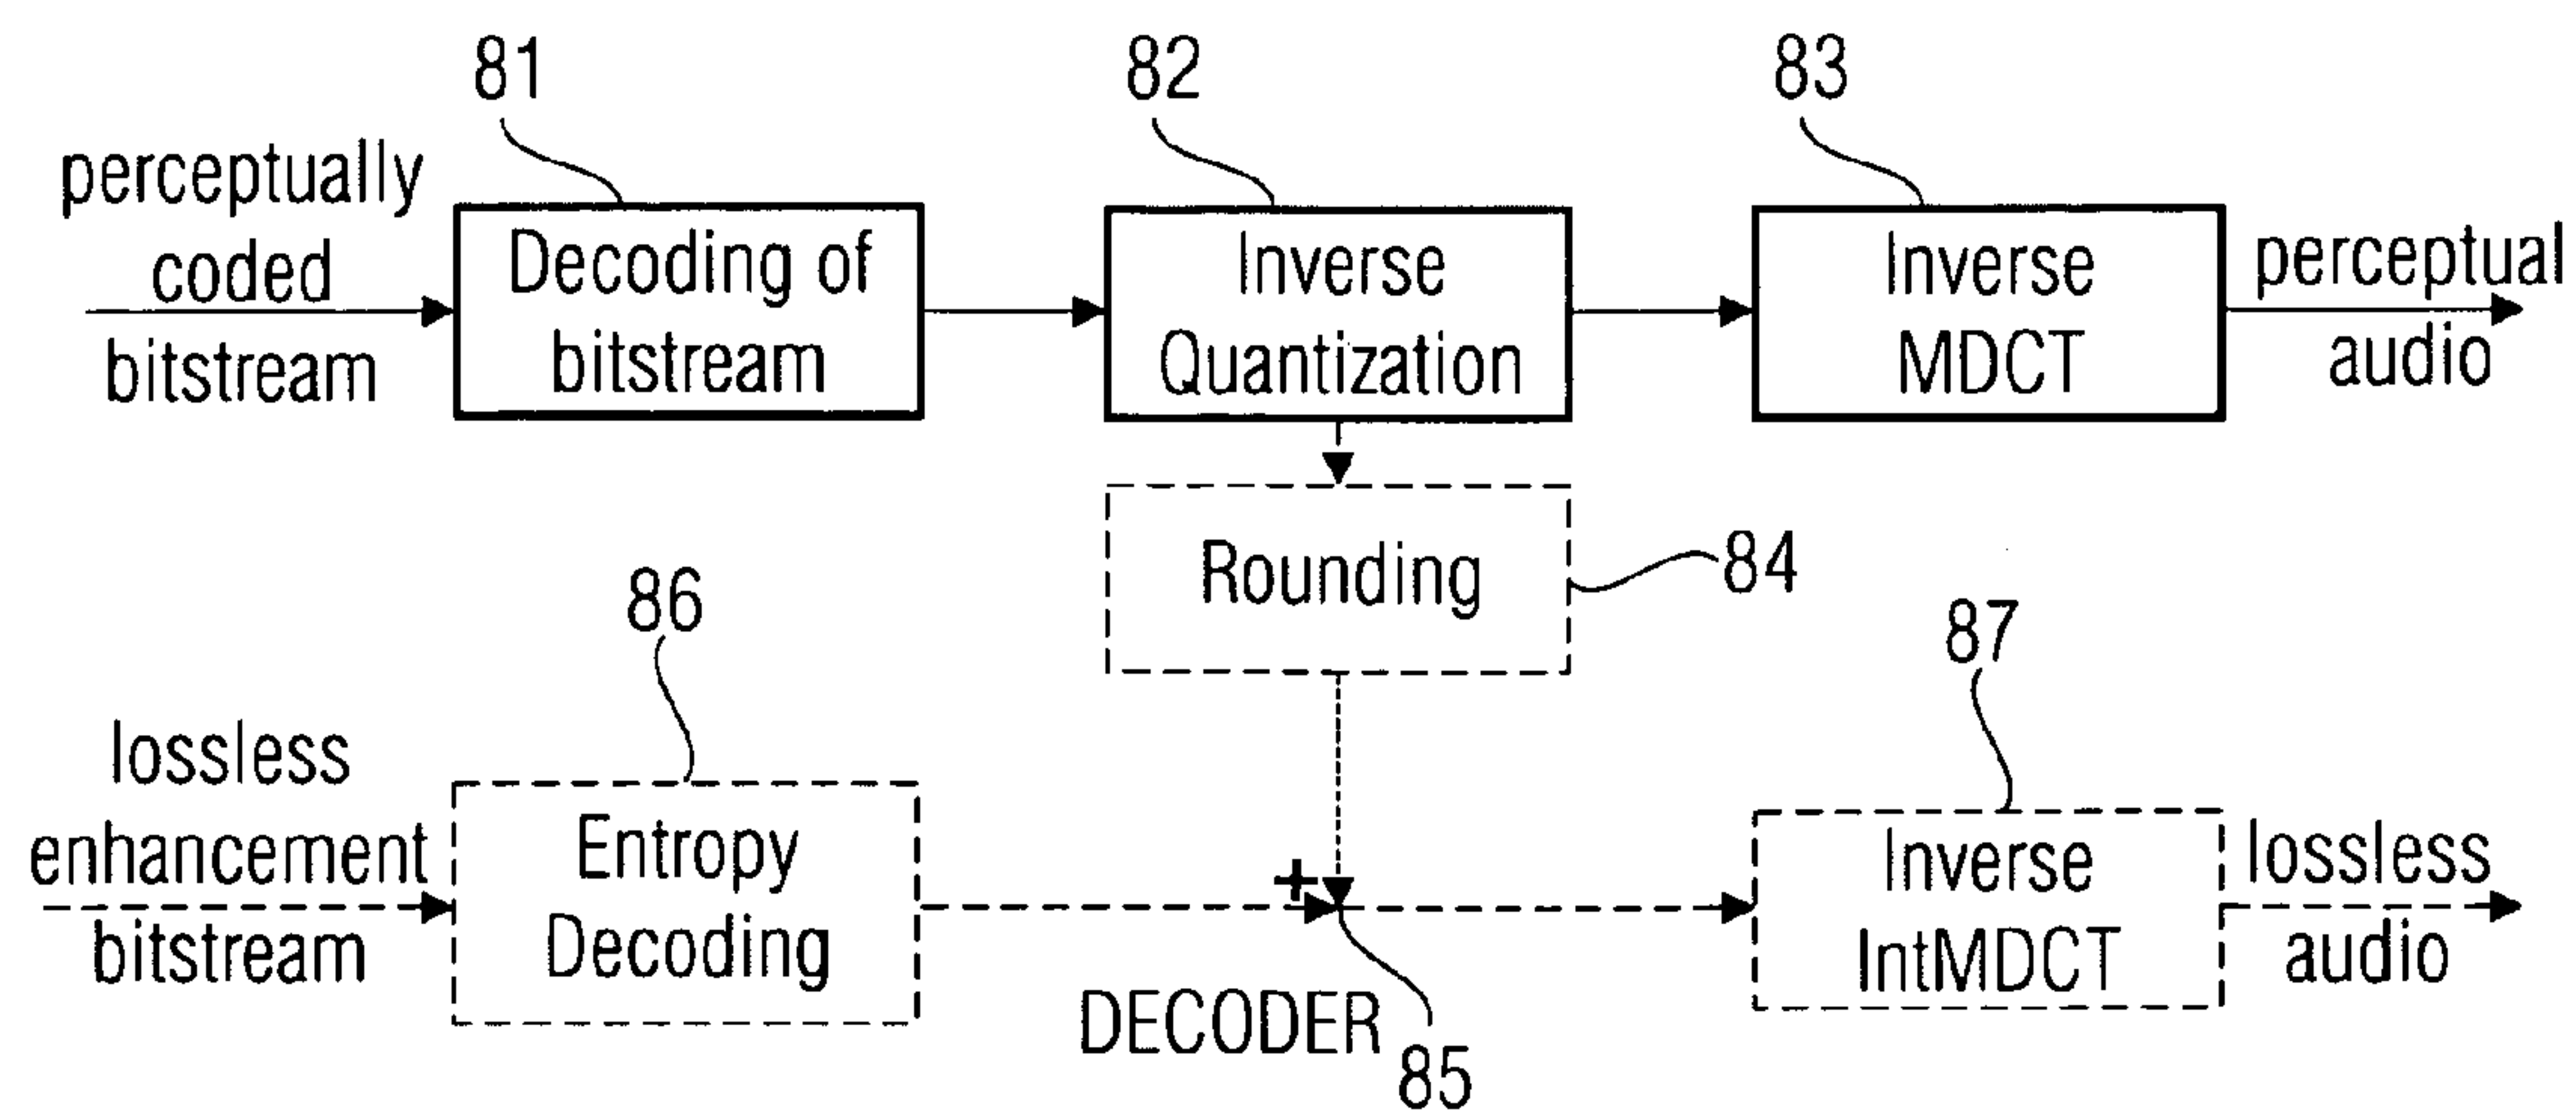 81
82
83
perceptually
coded
bitstream
Decoding of
bitstream
Inverse
Quantization
Inverse
MDCT
perceptual
audio
Rounding
84
86
87
lossless
enhancement
bitstream
Entropy
Decoding
+
Inverse
IntMDCT
lossless
audio
DECODER
85